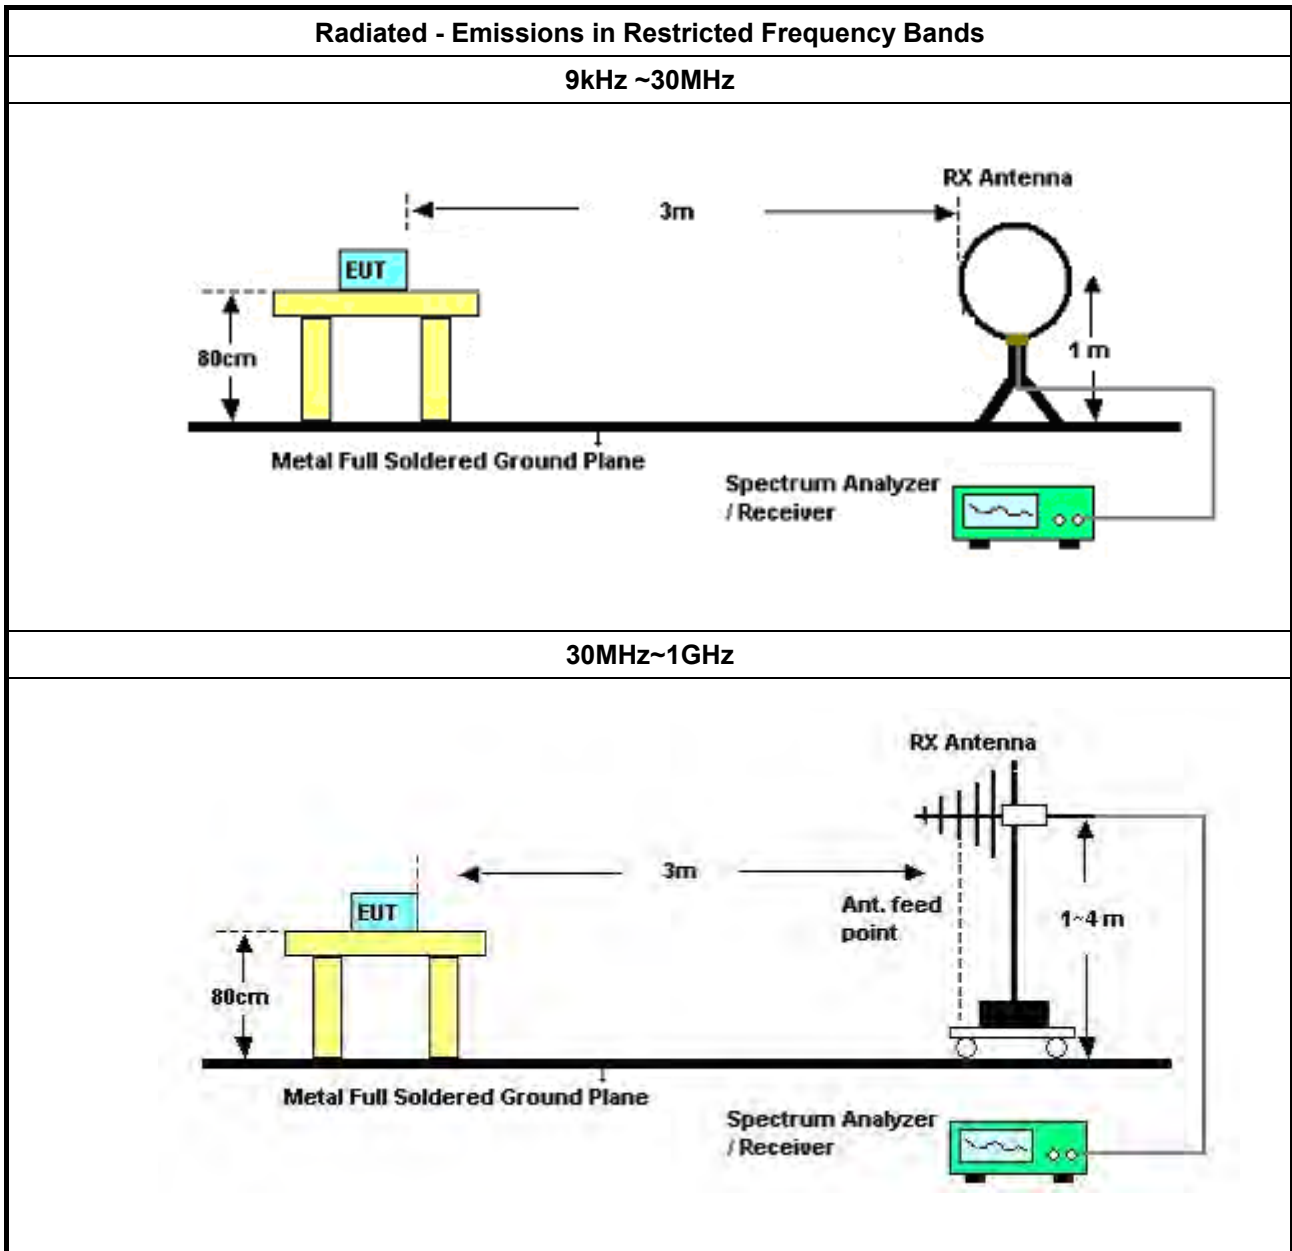 Radiated - Emissions in Restricted Frequency Bands
9kHz ~30MHz
RX Antenna
3m
EUT
80cm
1 m
Metal Full Soldered Ground Plane
Spectrum Analyzer
/ Receiver
30MHz~1GHz
RX Antenna
3m
Ant. feed
point
EUT
1~4 m
80cm
Metal Full Soldered Ground Plane
Spectrum Analyzer
/ Receiver